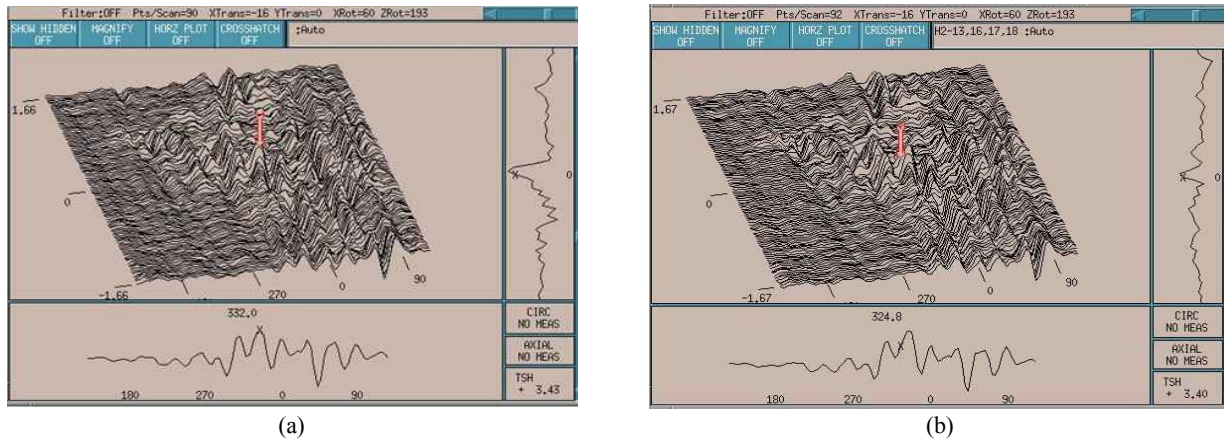 Filter:OFF Pts/Scan=90 XTrans=-16 YTrans=0 XRot=60 ZRot=193
SHOW HIDDEN OFF
MAGNIFY OFF
HORZ PLOT OFF
CROSSHATCH OFF
:Auto
1.66
0
-1.66
270
0
90
0
332.0
180 270 0 90
CIRC
NO MEAS
AXIAL
NO MEAS
TSH
+ 3.43
(a)
Filter:OFF Pts/Scan=92 XTrans=-16 YTrans=0 XRot=60 ZRot=193
SHOW HIDDEN OFF
MAGNIFY OFF
HORZ PLOT OFF
CROSSHATCH OFF
H2-13,16,17,18 :Auto
1.67
0
-1.67
270
0
90
0
324.8
180 270 0 90
CIRC
NO MEAS
AXIAL
NO MEAS
TSH
+ 3.40
(b)